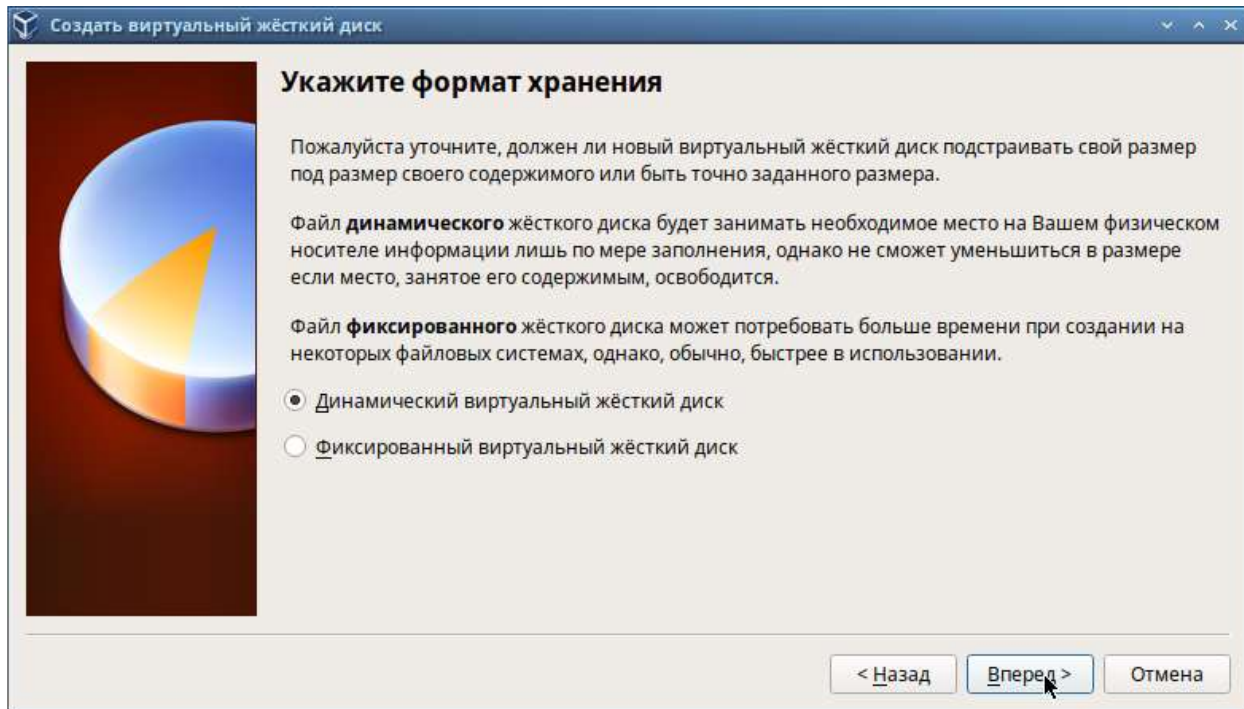 Создать виртуальный жёсткий диск
Укажите формат хранения
Пожалуйста уточните, должен ли новый виртуальный жёсткий диск подстраивать свой размер
под размер своего содержимого или быть точно заданного размера.
Файл динамического жёсткого диска будет занимать необходимое место на Вашем физическом
носителе информации лишь по мере заполнения, однако не сможет уменьшиться в размере
если место, занятое его содержимым, освободится.
Файл фиксированного жёсткого диска может потребовать больше времени при создании на
некоторых файловых системах, однако, обычно, быстрее в использовании.
Динамический виртуальный жёсткий диск
Фиксированный виртуальный жёсткий диск
< Назад Вперед > Отмена